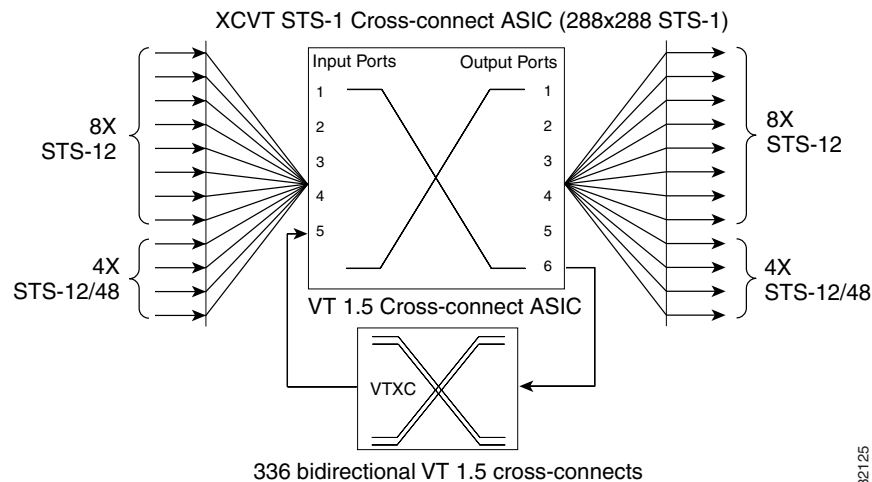 XCVT STS-1 Cross-connect ASIC (288x288 STS-1)
Input Ports
Output Ports
1
2
3
4
5
1
2
3
4
5
6
8X
STS-12
4X
STS-12/48
8X
STS-12
4X
STS-12/48
VT 1.5 Cross-connect ASIC
VTXC
336 bidirectional VT 1.5 cross-connects